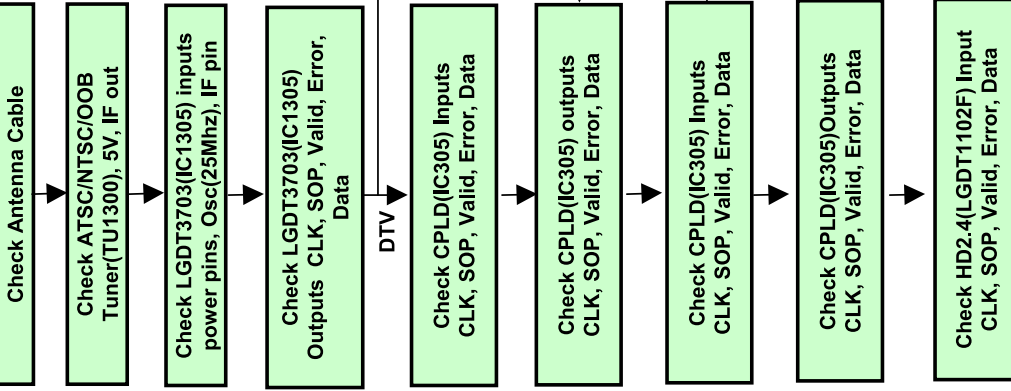 Check Antenna Cable
Check ATSC/NTSC/OOB
Tuner(TU1300), 5V, IF out
Check LGDT3703(IC1305) inputs
power pins, Osc(25Mhz), IF pin
Check LGDT3703(IC1305)
Outputs CLK, SOP, Valid, Error,
Data
DTV
Check CPLD(IC305) Inputs
CLK, SOP, Valid, Error, Data
Check CPLD(IC305) outputs
CLK, SOP, Valid, Error, Data
Check CPLD(IC305) Inputs
CLK, SOP, Valid, Error, Data
Check CPLD(IC305)Outputs
CLK, SOP, Valid, Error, Data
Check HD2.4(LGDT1102F) Input
CLK, SOP, Valid, Error, Data